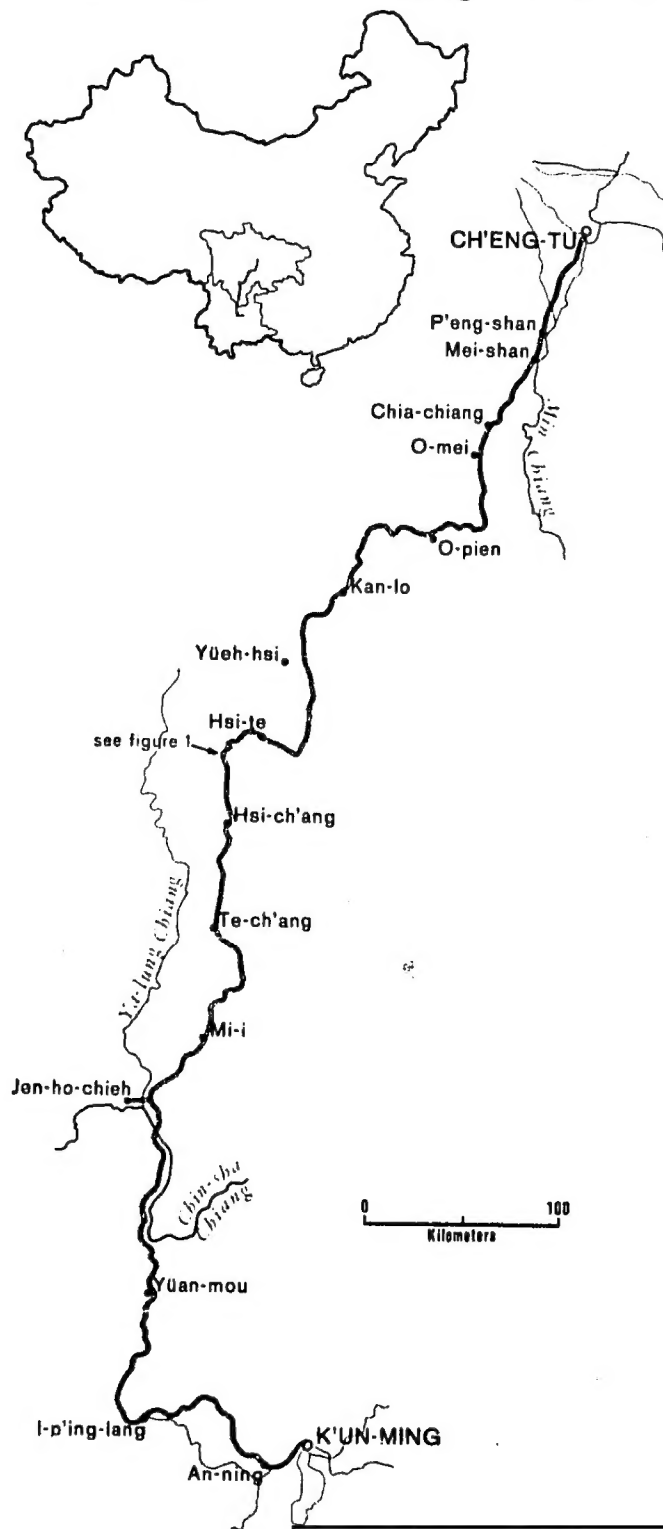 CH'ENG-TU
P'eng-shan
Mei-shan
Chia-chiang
O-mei
Min Chiang
O-pien
Kan-lo
Yüeh-hsi
Hsi-te
see figure 1
Hsi-ch'ang
Te-ch'ang
Ya-lung Chiang
Mi-i
Jen-ho-chieh
Chin-sha
Chiang
0 100
Kilometers
Yüan-mou
I-p'ing-lang
K'UN-MING
An-ning